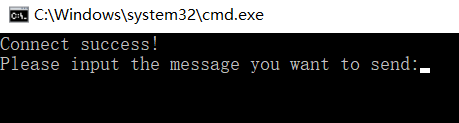 C:\Windows\system32\cmd.exe
Connect success!
Please input the message you want to send: